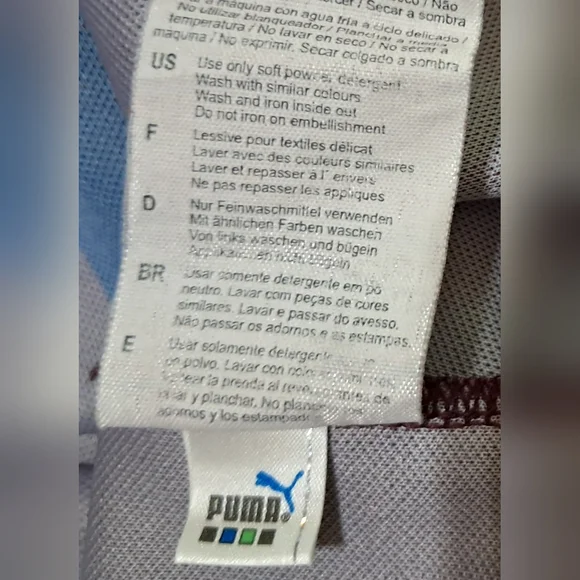 máquina con agua fría a ciclo delicado /
No utilizar blanqueador / Planchar a media
temperatura / No lavar en seco / No secar a
máquina / No exprimir. Secar colgado a sombra
US Use only soft powder detergent
Wash with similar colours
Wash and iron inside out
Do not iron on embellishment
F Lessive pour textiles délicat
Laver avec des couleurs similaires
Laver et repasser à l' envers
Ne pas repasser les appliques
D Nur Feinwaschmittel verwenden
Mit ähnlichen Farben waschen
Von links waschen und bügeln
Applikationen nicht bügeln
BR Usar somente detergente em pó
neutro. Lavar com peças de cores
similares. Lavar e passar do avesso.
Não passar os adornos e as estampas.
E Usar solamente detergente
en polvo. Lavar con
la prenda al
y planchar. No
adornos y los estampados
PUMA